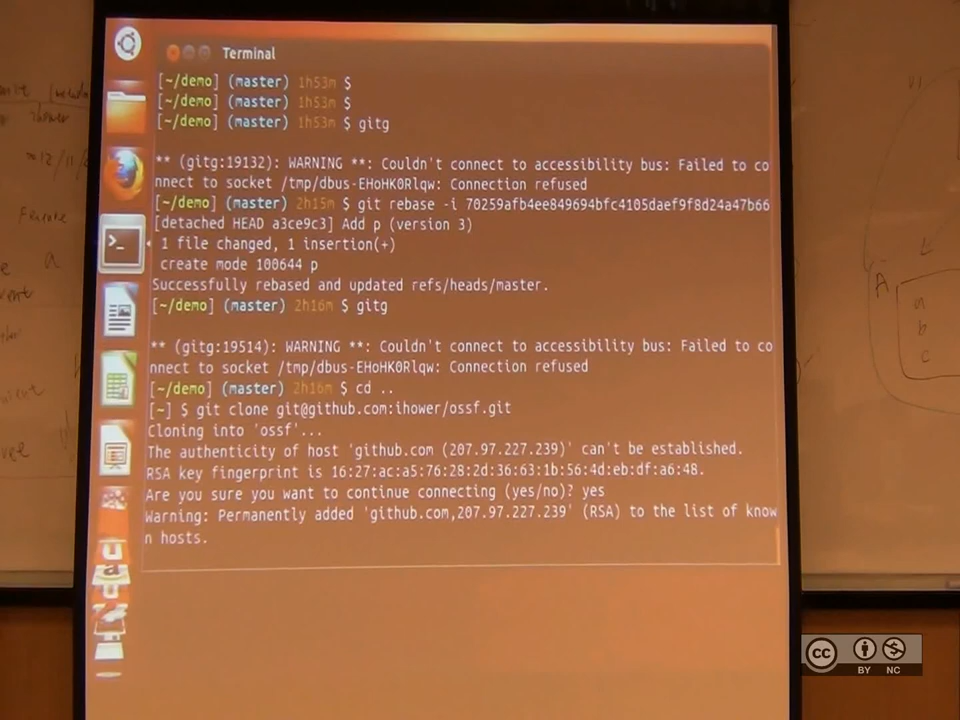 Terminal
[~/demo] (master) 1h53m $
[~/demo] (master) 1h53m $
[~/demo] (master) 1h53m $ gitg
** (gitg:19132): WARNING **: Couldn't connect to accessibility bus: Failed to co
nnect to socket /tmp/dbus-EHoHK0Rlqw: Connection refused
[~/demo] (master) 2h15m $ git rebase -i 70259afb4ee849694bfc4105daef9f8d24a47b66
[detached HEAD a3ce9c3] Add p (version 3)
1 file changed, 1 insertion(+)
create mode 100644 p
Successfully rebased and updated refs/heads/master.
[~/demo] (master) 2h16m $ gitg
** (gitg:19514): WARNING **: Couldn't connect to accessibility bus: Failed to co
nnect to socket /tmp/dbus-EHoHK0Rlqw: Connection refused
[~/demo] (master) 2h16m $ cd ..
[~] $ git clone git@github.com:ihower/ossf.git
Cloning into 'ossf'...
The authenticity of host 'github.com (207.97.227.239)' can't be established.
RSA key fingerprint is 16:27:ac:a5:76:28:2d:36:63:1b:56:4d:eb:df:a6:48.
Are you sure you want to continue connecting (yes/no)? yes
Warning: Permanently added 'github.com,207.97.227.239' (RSA) to the list of know
n hosts.
A
a
b
c
cc
BY NC